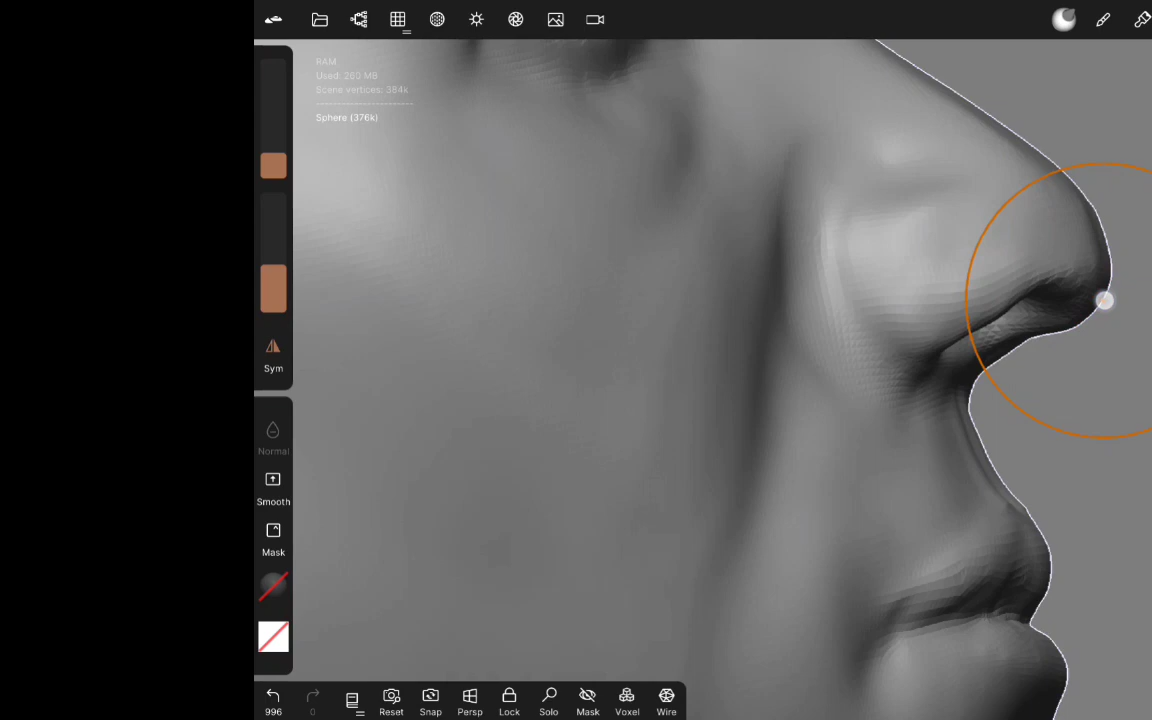 RAM
Used: 260 MB
Scene vertices: 384k
Sphere (376k)
Sym
Normal
Smooth
Mask
996
0
Reset
Snap
Persp
Lock
Solo
Mask
Voxel
Wire